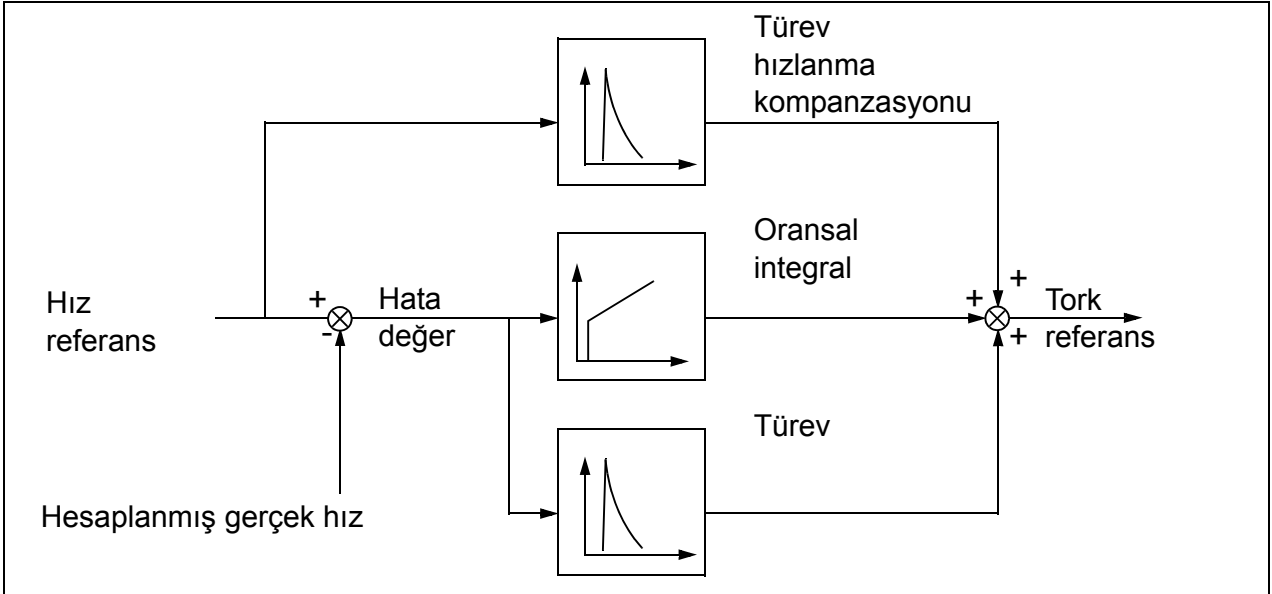 Türev
hızlanma
kompanzasyonu
Oransal
integral
+
Hız
referans
+
-
Hata
değer
+
+
Tork
referans
Türev
Hesaplanmış gerçek hız